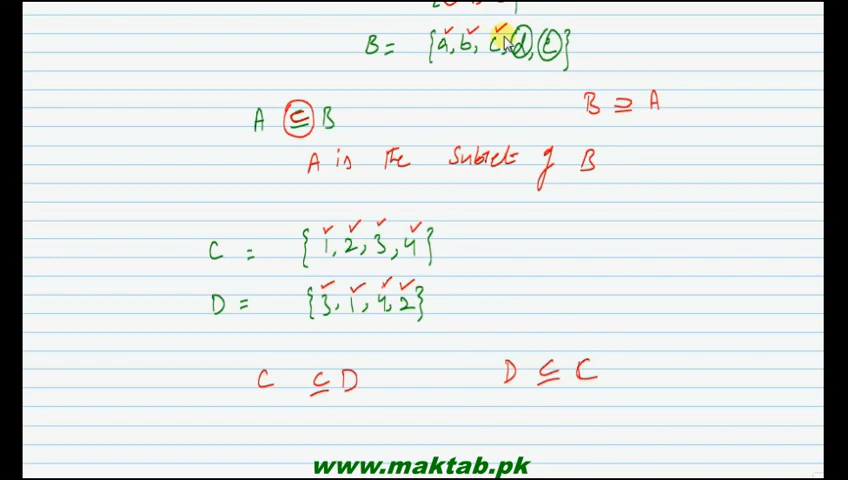 B = {a, b, c, d, e}
A ⊆ B
B ⊇ A
A is the Subset of B
C = {1, 2, 3, 4}
D = {3, 1, 4, 2}
C ⊆ D
D ⊆ C
www.maktab.pk